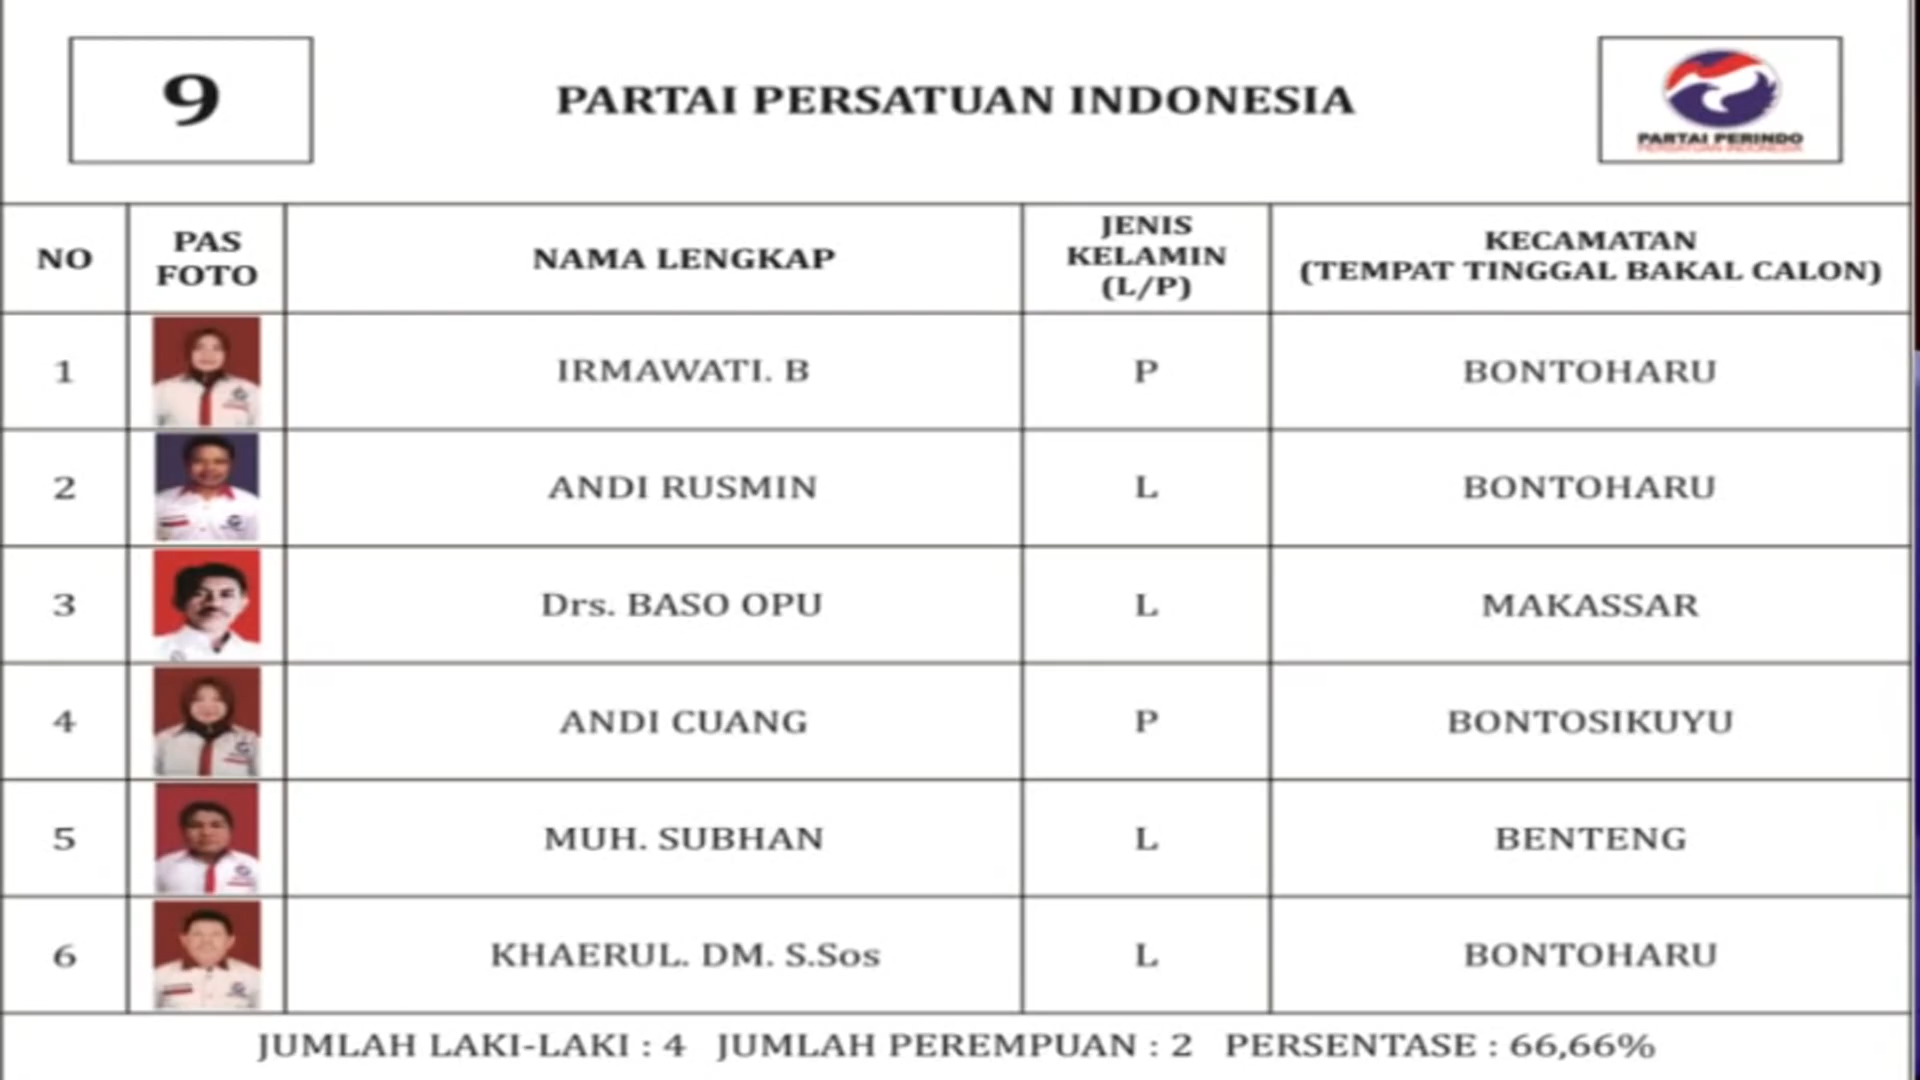 9
PARTAI PERSATUAN INDONESIA
PARTAI PERINDO
PERSATUAN INDONESIA
NO
PAS
FOTO
NAMA LENGKAP
JENIS
KELAMIN
(L/P)
KECAMATAN
(TEMPAT TINGGAL BAKAL CALON)
1 IRMAWATI. B P BONTOHARU
2 ANDI RUSMIN L BONTOHARU
3 Drs. BASO OPU L MAKASSAR
4 ANDI CUANG P BONTOSIKUYU
5 MUH. SUBHAN L BENTENG
6 KHAERUL. DM. S.Sos L BONTOHARU
JUMLAH LAKI-LAKI : 4 JUMLAH PEREMPUAN : 2 PERSENTASE : 66,66%